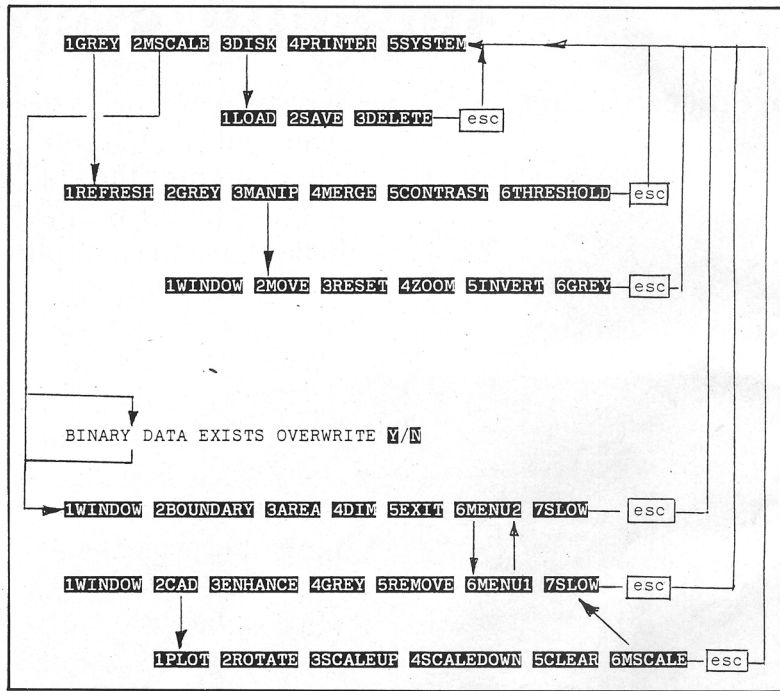 1GREY 2MSCALE 3DISK 4PRINTER 5SYSTEM
1LOAD 2SAVE 3DELETE esc
1REFRESH 2GREY 3MANIP 4MERGE 5CONTRAST 6THRESHOLD esc
1WINDOW 2MOVE 3RESET 4ZOOM 5INVERT 6GREY esc
BINARY DATA EXISTS OVERWRITE Y/N
1WINDOW 2BOUNDARY 3AREA 4DIM 5EXIT 6MENU2 7SLOW esc
1WINDOW 2CAD 3ENHANCE 4GREY 5REMOVE 6MENU1 7SLOW esc
1PLOT 2ROTATE 3SCALEUP 4SCALEDOWN 5CLEAR 6MSCALE esc